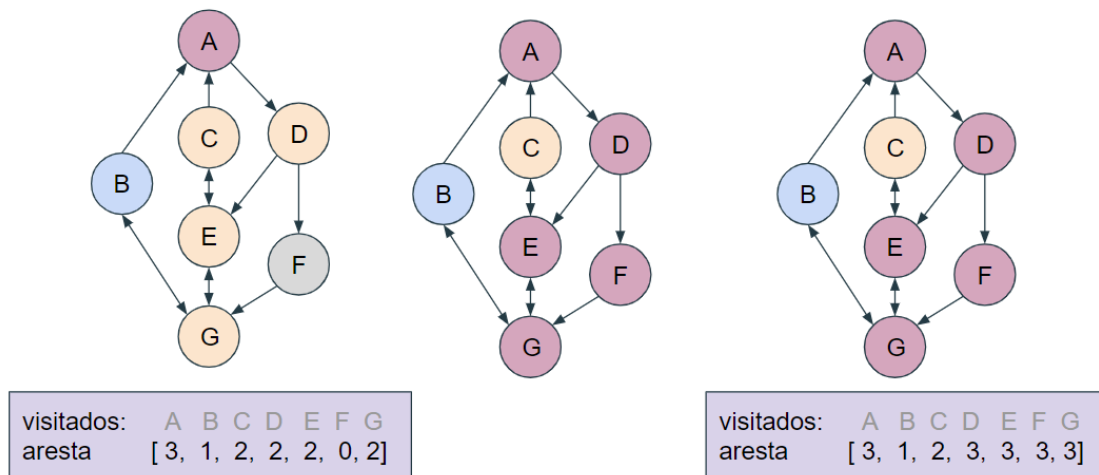 A
C
D
B
E
F
G
A
C
D
B
E
F
G
A
C
D
B
E
F
G
visitados: A B C D E F G
aresta [ 3, 1, 2, 2, 2, 0, 2]
visitados: A B C D E F G
aresta [ 3, 1, 2, 3, 3, 3, 3]